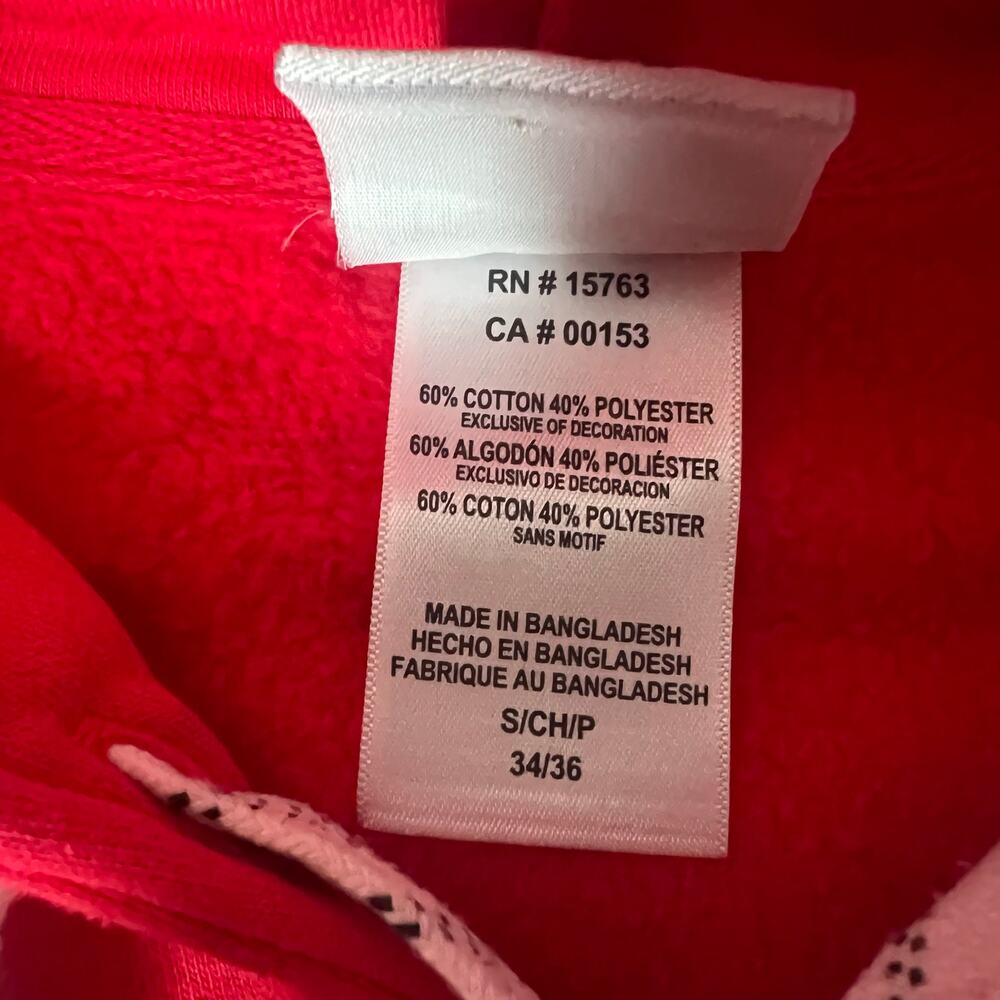 RN # 15763
CA # 00153
60% COTTON 40% POLYESTER
EXCLUSIVE OF DECORATION
60% ALGODÓN 40% POLIÉSTER
EXCLUSIVO DE DECORACION
60% COTON 40% POLYESTER
SANS MOTIF
MADE IN BANGLADESH
HECHO EN BANGLADESH
FABRIQUE AU BANGLADESH
S/CH/P
34/36